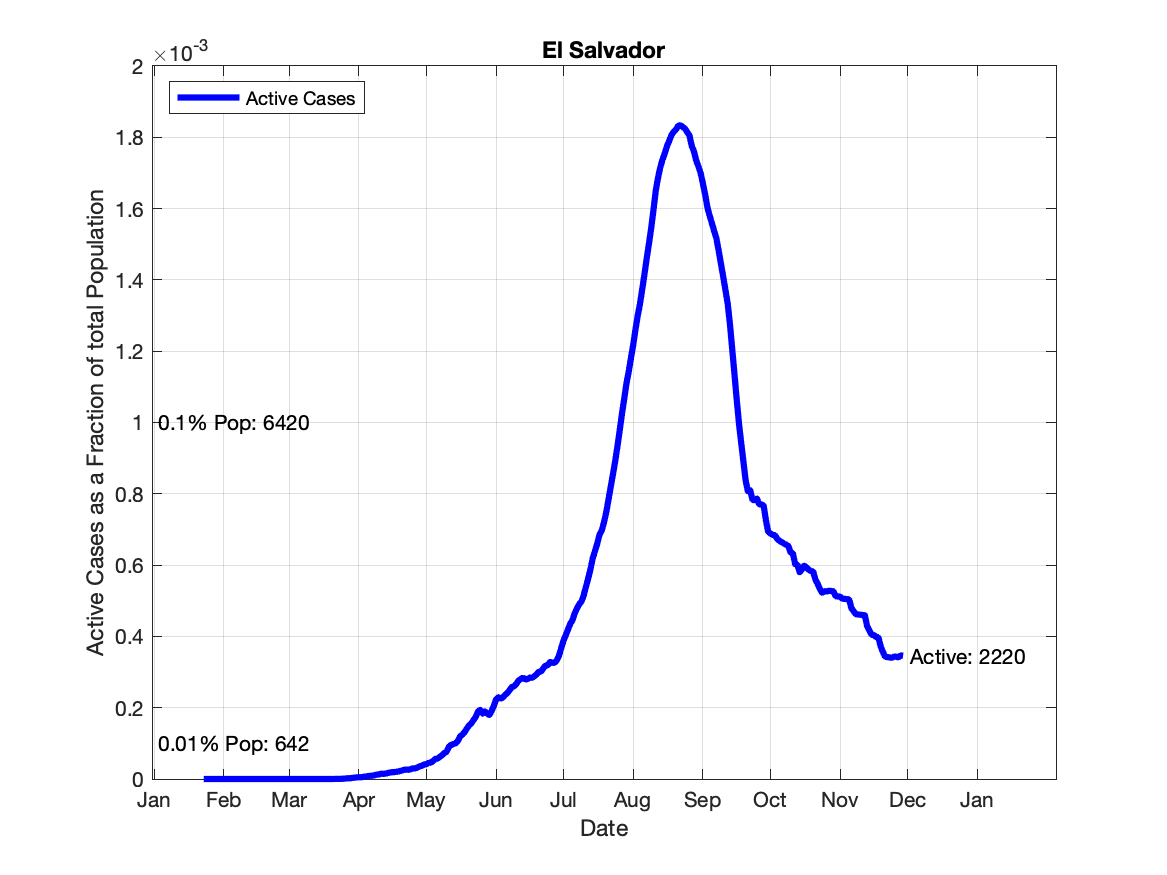 El Salvador
×10-3
2
1.8
1.6
1.4
1.2
1
0.8
0.6
0.4
0.2
0
Active Cases
0.1% Pop: 6420
0.01% Pop: 642
Active: 2220
Active Cases as a Fraction of total Population
Jan Feb Mar Apr May Jun Jul Aug Sep Oct Nov Dec Jan
Date